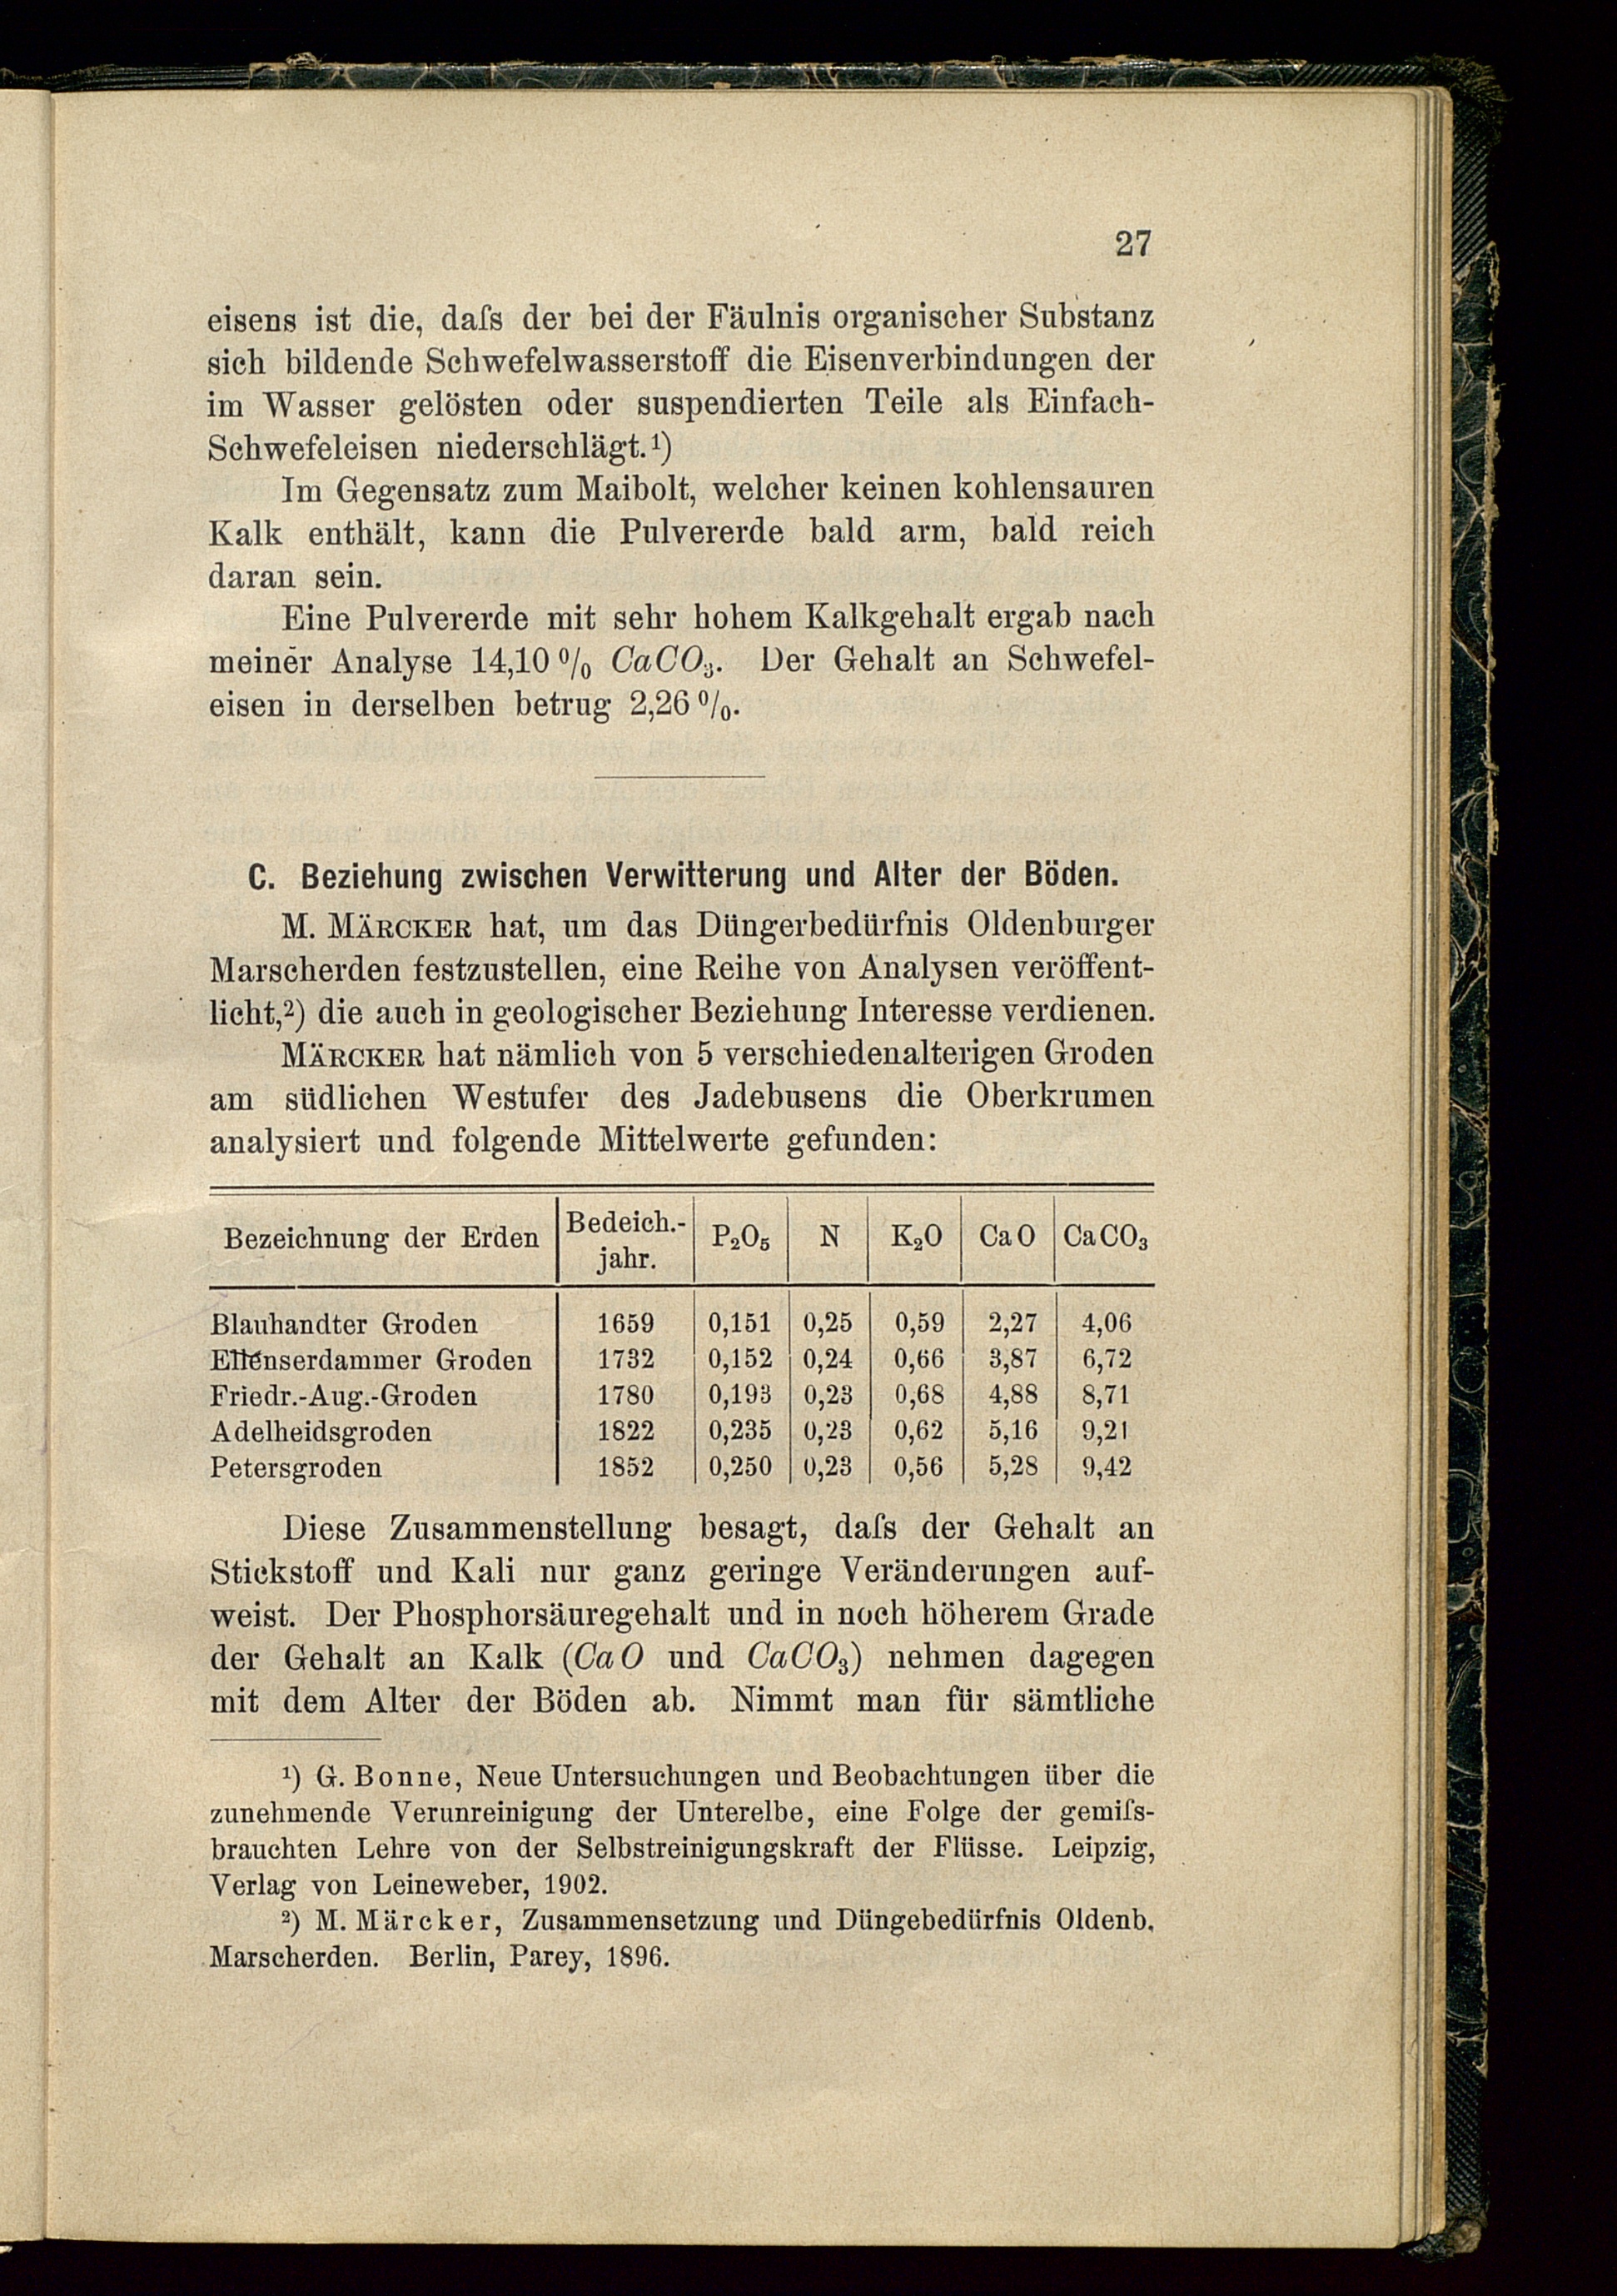 27
eisens ist die, daſs der bei der Fäulnis organischer Substanz
sich bildende Schwefelwasserstoff die Eisenverbindungen der
im Wasser gelösten oder suspendierten Teile als Einfach-
Schwefeleisen niederschlägt.¹)
Im Gegensatz zum Maibolt, welcher keinen kohlensauren
Kalk enthält, kann die Pulvererde bald arm, bald reich
daran sein.
Eine Pulvererde mit sehr hohem Kalkgehalt ergab nach
meiner Analyse 14,10 % CaCO₃. Der Gehalt an Schwefel-
eisen in derselben betrug 2,26 %.
C. Beziehung zwischen Verwitterung und Alter der Böden.
M. MÄRCKER hat, um das Düngerbedürfnis Oldenburger
Marscherden festzustellen, eine Reihe von Analysen veröffent-
licht,²) die auch in geologischer Beziehung Interesse verdienen.
MÄRCKER hat nämlich von 5 verschiedenalterigen Groden
am südlichen Westufer des Jadebusens die Oberkrumen
analysiert und folgende Mittelwerte gefunden:
Bezeichnung der Erden Bedeich.-jahr. P₂O₅ N K₂O CaO CaCO₃
Blauhandter Groden 1659 0,151 0,25 0,59 2,27 4,06
Ellenserdammer Groden 1732 0,152 0,24 0,66 3,87 6,72
Friedr.-Aug.-Groden 1780 0,193 0,23 0,68 4,88 8,71
Adelheidsgroden 1822 0,235 0,23 0,62 5,16 9,21
Petersgroden 1852 0,250 0,23 0,56 5,28 9,42
Diese Zusammenstellung besagt, daſs der Gehalt an
Stickstoff und Kali nur ganz geringe Veränderungen auf-
weist. Der Phosphorsäuregehalt und in noch höherem Grade
der Gehalt an Kalk (CaO und CaCO₃) nehmen dagegen
mit dem Alter der Böden ab. Nimmt man für sämtliche
¹) G. Bonne, Neue Untersuchungen und Beobachtungen über die
zunehmende Verunreinigung der Unterelbe, eine Folge der gemiſs-
brauchten Lehre von der Selbstreinigungskraft der Flüsse. Leipzig,
Verlag von Leineweber, 1902.
²) M. Märcker, Zusammensetzung und Düngebedürfnis Oldenb.
Marscherden. Berlin, Parey, 1896.